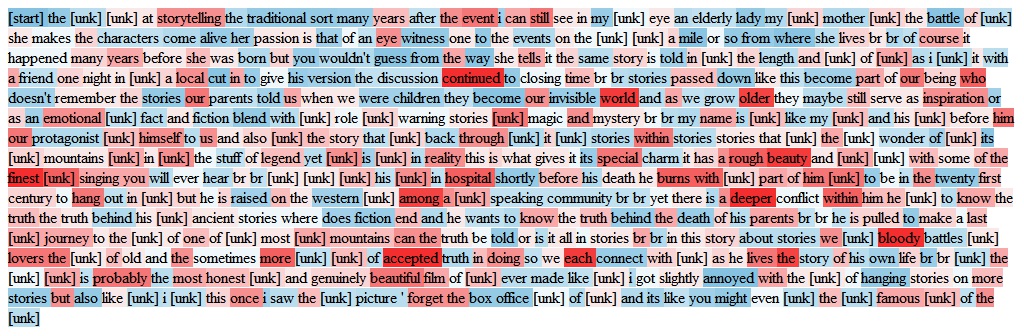 [start] the [unk] [unk] at storytelling the traditional sort many years after the event i can still see in my [unk] eye an elderly lady my [unk] mother [unk] the battle of [unk]
she makes the characters come alive her passion is that of an eye witness one to the events on the [unk] [unk] a mile or so from where she lives br br of course it
happened many years before she was born but you wouldn't guess from the way she tells it the same story is told in [unk] the length and [unk] of [unk] as i [unk] it with
a friend one night in [unk] a local cut in to give his version the discussion continued to closing time br br stories passed down like this become part of our being who
doesn't remember the stories our parents told us when we were children they become our invisible world and as we grow older they maybe still serve as inspiration or
as an emotional [unk] fact and fiction blend with [unk] role [unk] warning stories [unk] magic and mystery br br my name is [unk] like my [unk] and his [unk] before him
our protagonist [unk] himself to us and also [unk] the story that [unk] back through [unk] it [unk] stories within stories stories that [unk] the [unk] wonder of [unk] its
[unk] mountains [unk] in [unk] the stuff of legend yet [unk] is [unk] in reality this is what gives it its special charm it has a rough beauty and [unk] [unk] with some of the
finest [unk] singing you will ever hear br br [unk] [unk] his [unk] in hospital shortly before his death he burns with [unk] part of him [unk] to be in the twenty first
century to hang out in [unk] but he is raised on the western [unk] among a [unk] speaking community br br yet there is a deeper conflict within him he [unk] to know the
truth the truth behind his [unk] ancient stories where does fiction end and he wants to know the truth behind the death of his parents br br he is pulled to make a last
[unk] journey to the [unk] of one of [unk] most [unk] mountains can the truth be told or is it all in stories br br in this story about stories we [unk] bloody battles [unk]
lovers the [unk] of old and the sometimes more [unk] [unk] of accepted truth in doing so we each connect with [unk] as he lives the story of his own life br br [unk] the
[unk] [unk] is probably the most honest [unk] and genuinely beautiful film of [unk] ever made like [unk] i got slightly annoyed with the [unk] of hanging stories on more
stories but also like [unk] i [unk] this once i saw the [unk] picture ' forget the box office [unk] of [unk] and its like you might even [unk] the [unk] famous [unk] of the
[unk]